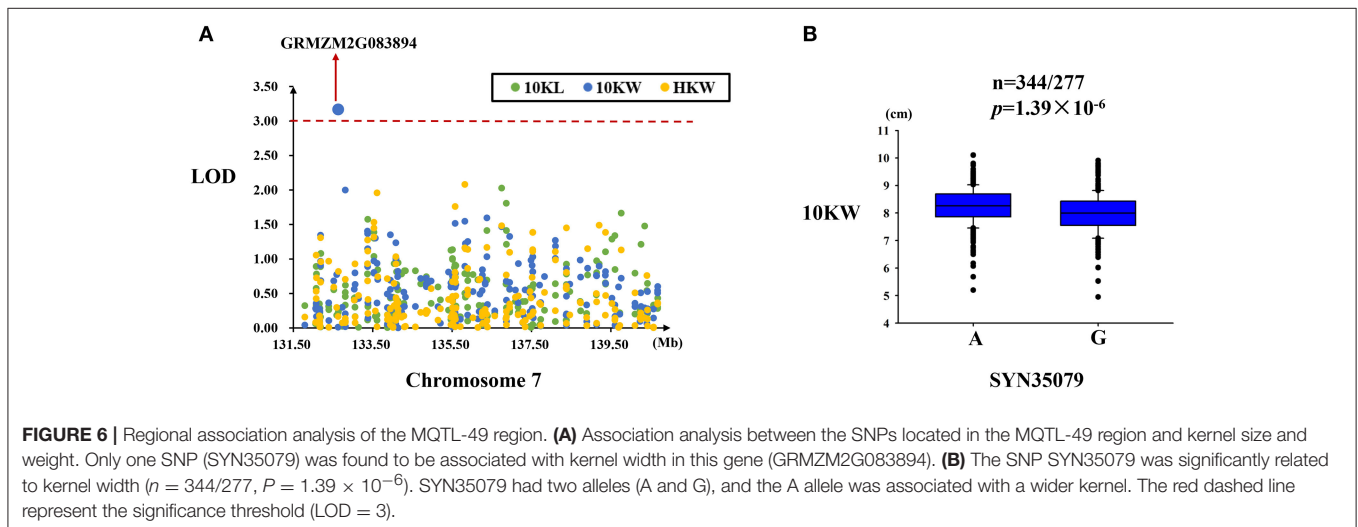 A
GRMZM2G083894
10KL 10KW HKW
3.50
3.00
2.50
2.00
1.50
1.00
0.50
0.00
LOD
131.50 133.50 135.50 137.50 139.50 (Mb)
Chromosome 7
B
n=344/277
p=1.39×10-6
(cm)
11
10
9
8
7
6
5
4
10KW
A G
SYN35079
FIGURE 6 | Regional association analysis of the MQTL-49 region. (A) Association analysis between the SNPs located in the MQTL-49 region and kernel size and
weight. Only one SNP (SYN35079) was found to be associated with kernel width in this gene (GRMZM2G083894). (B) The SNP SYN35079 was significantly related
to kernel width (n = 344/277, P = 1.39 × 10−6). SYN35079 had two alleles (A and G), and the A allele was associated with a wider kernel. The red dashed line
represent the significance threshold (LOD = 3).